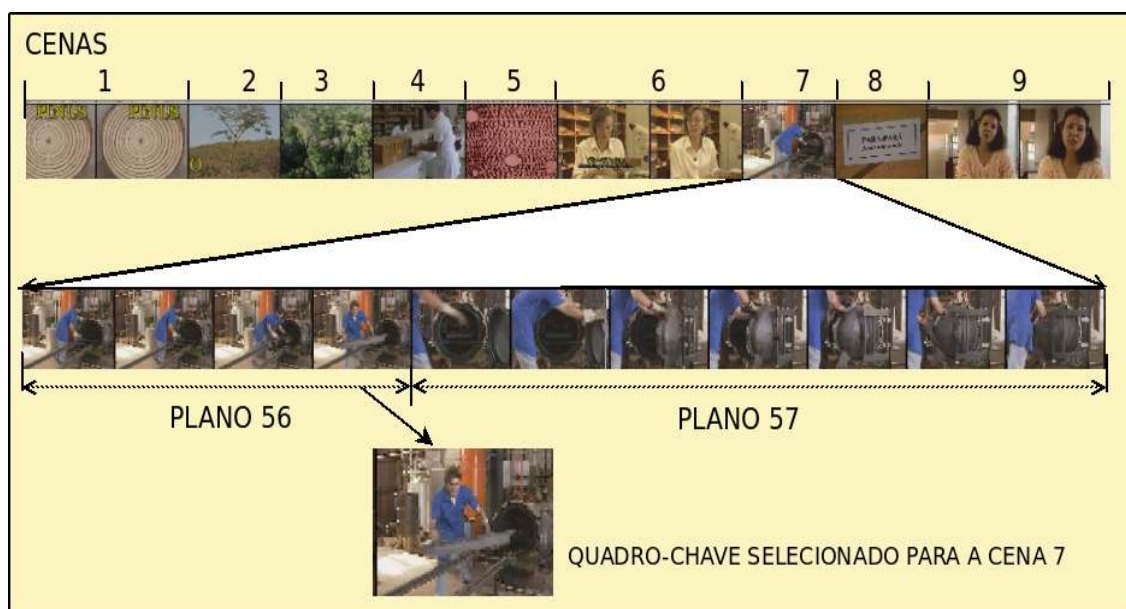 CENAS
1 2 3 4 5 6 7 8 9
PLANO 56 PLANO 57
QUADRO-CHAVE SELECIONADO PARA A CENA 7